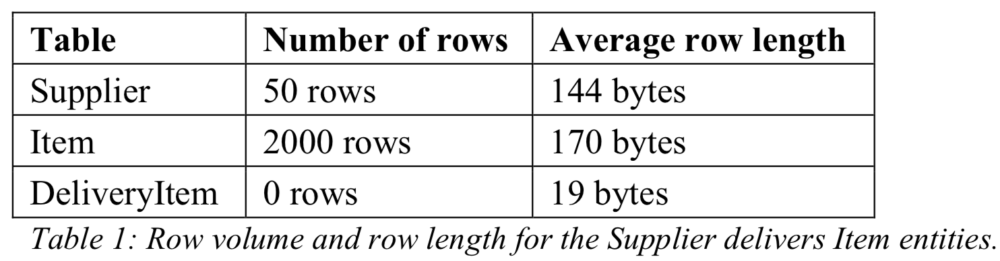 Table Number of rows Average row length
Supplier 50 rows 144 bytes
Item 2000 rows 170 bytes
DeliveryItem 0 rows 19 bytes
Table 1: Row volume and row length for the Supplier delivers Item entities.